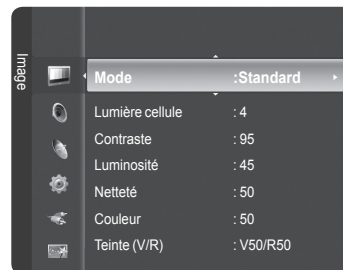 Image
Mode :Standard
Lumière cellule : 4
Contraste : 95
Luminosité : 45
Netteté : 50
Couleur : 50
Teinte (V/R) : V50/R50